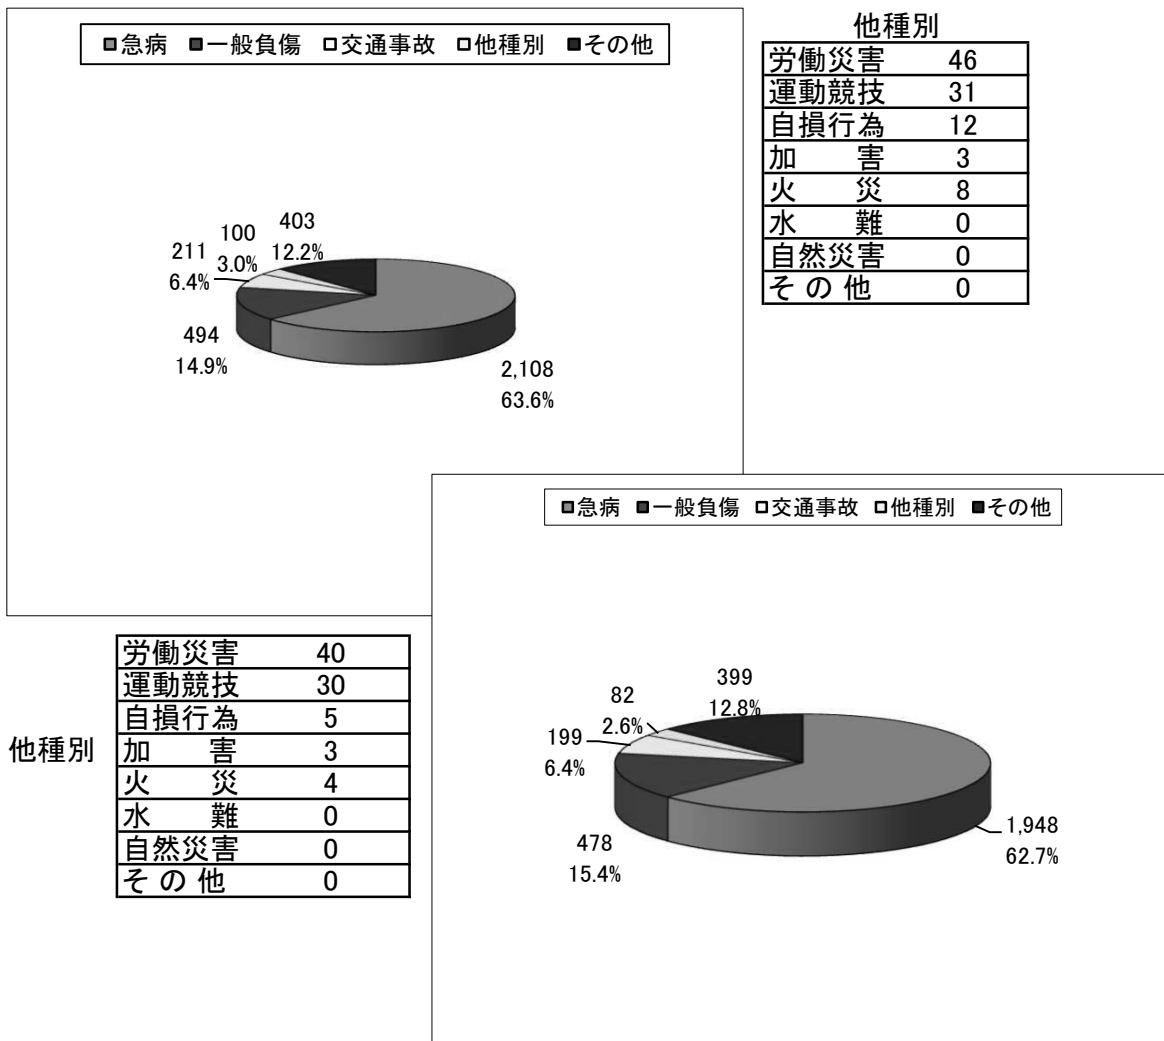 ■急病 ■一般負傷 □交通事故 □他種別 ■その他
403
12.2%
100
3.0%
211
6.4%
494
14.9%
2,108
63.6%
他種別
労働災害 46
運動競技 31
自損行為 12
加　　害 3
火　　災 8
水　　難 0
自然災害 0
そ の 他 0
■急病 ■一般負傷 □交通事故 □他種別 ■その他
399
12.8%
82
2.6%
199
6.4%
478
15.4%
1,948
62.7%
他種別
労働災害 40
運動競技 30
自損行為 5
加　　害 3
火　　災 4
水　　難 0
自然災害 0
そ の 他 0